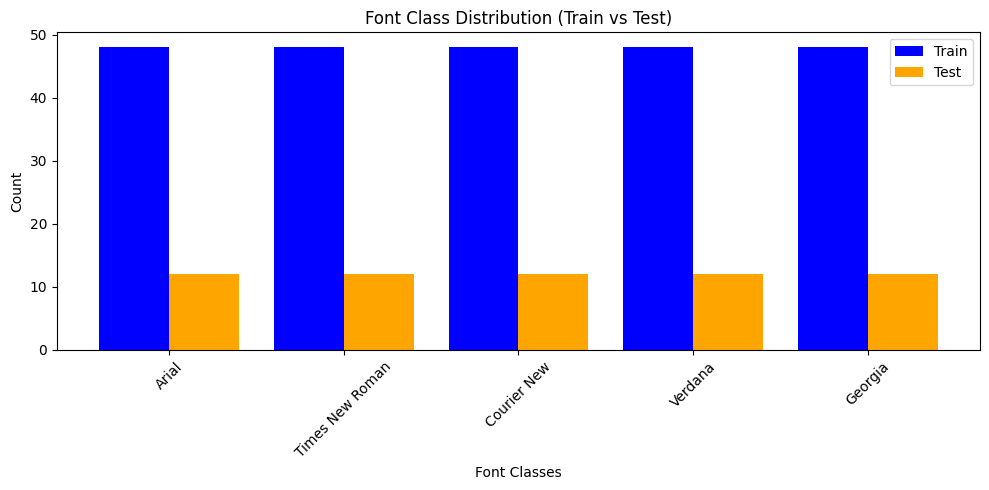 Font Class Distribution (Train vs Test)
Train
Test
50
40
30
20
10
0
Count
Arial
Times New Roman
Courier New
Verdana
Georgia
Font Classes